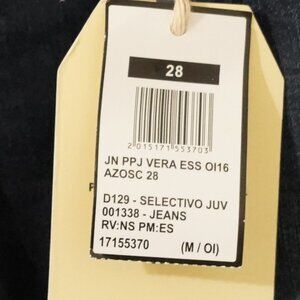 28
2015171553703
JN PPJ VERA ESS OI16
AZOSC 28
D129 - SELECTIVO JUV
001338 - JEANS
RV:NS PM:ES
17155370 (M / OI)